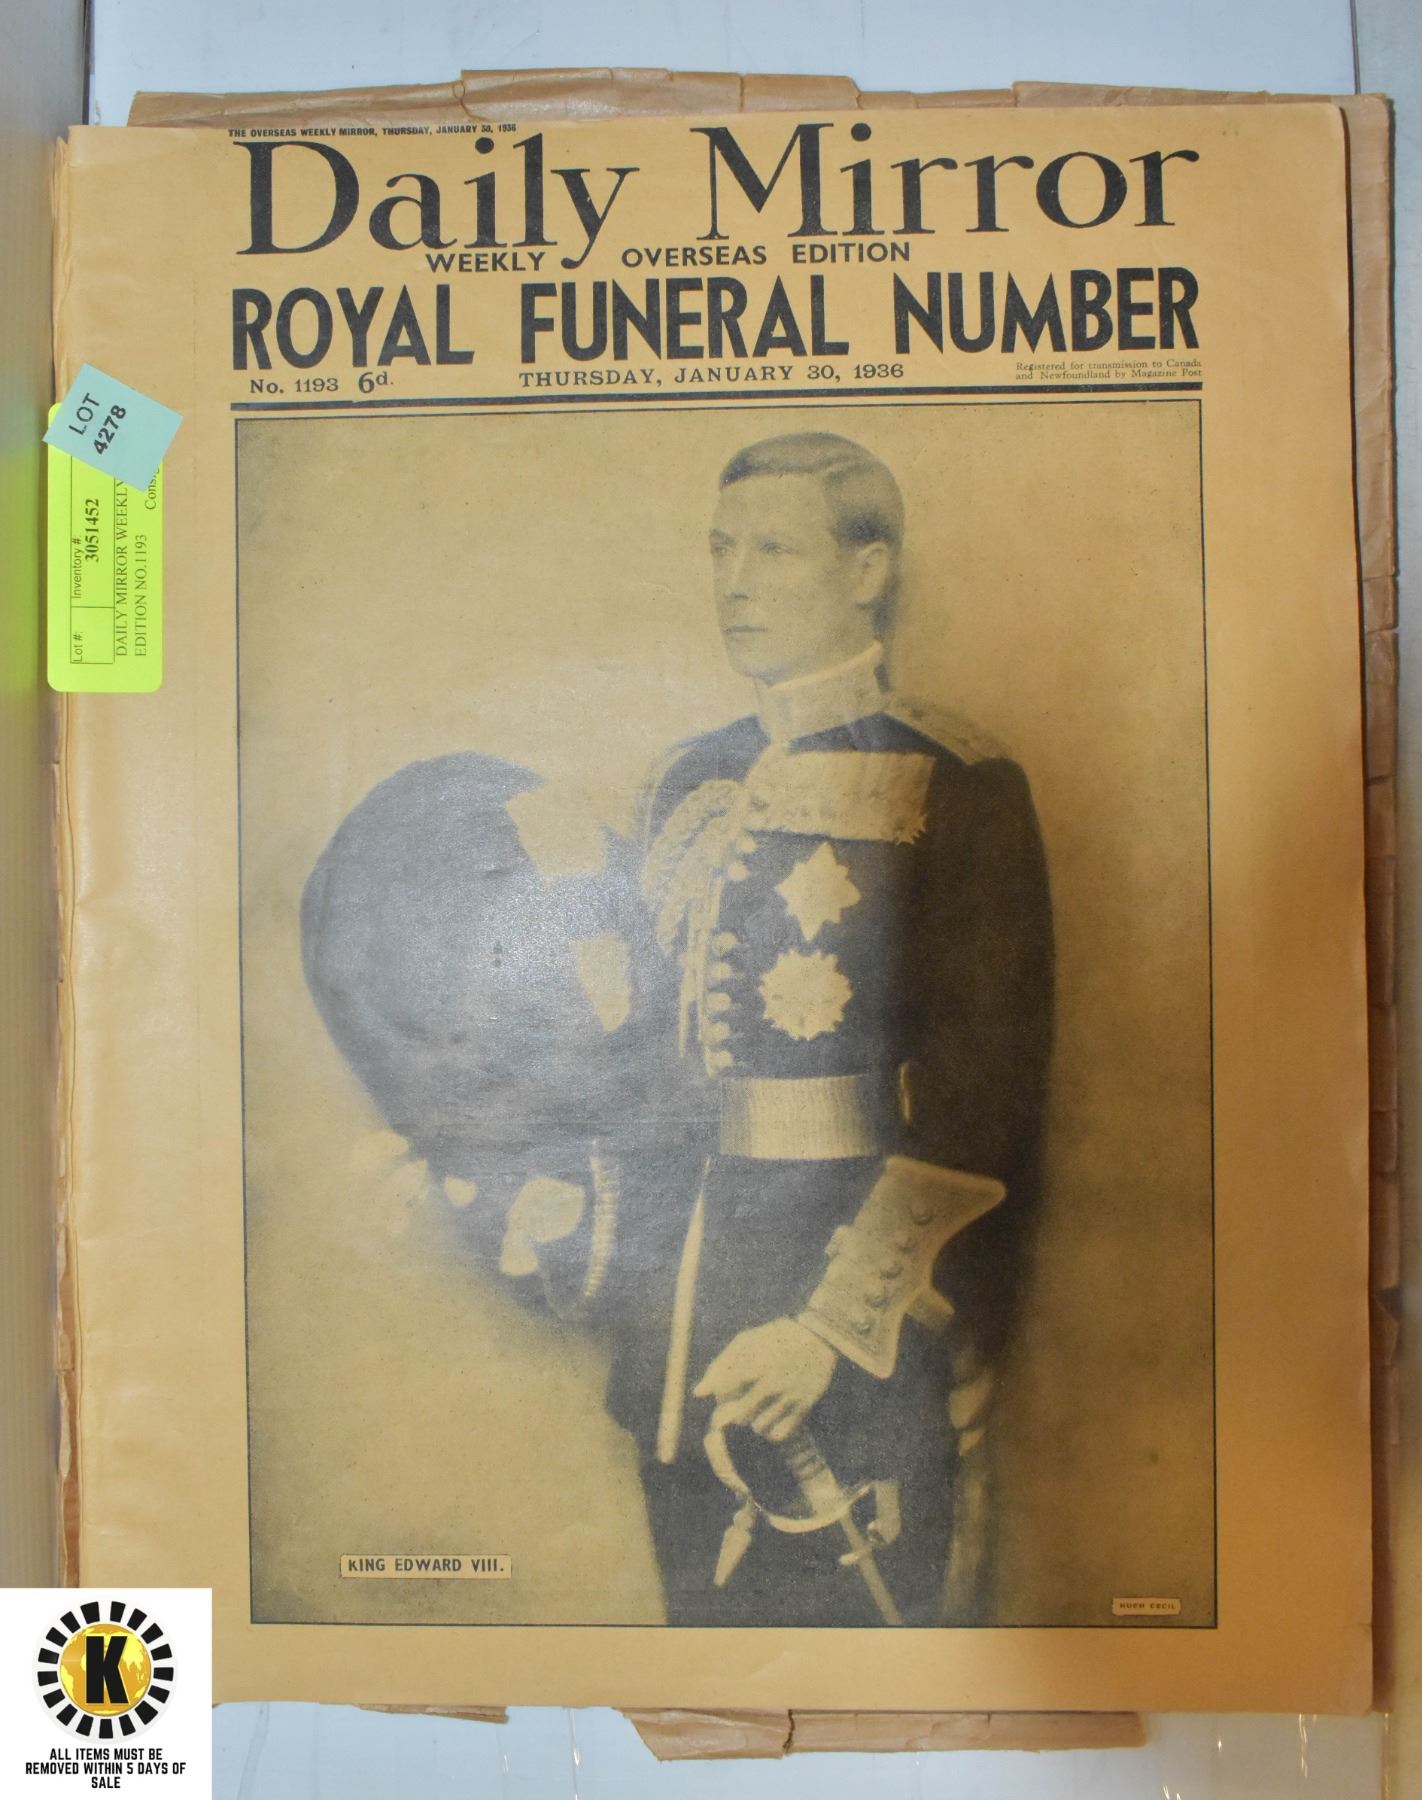 THE OVERSEAS WEEKLY MIRROR, THURSDAY, JANUARY 30, 1936
Daily Mirror
WEEKLY OVERSEAS EDITION
ROYAL FUNERAL NUMBER
No. 1193 6d.
THURSDAY, JANUARY 30, 1936
Registered for transmission to Canada
and Newfoundland by Magazine Post
LOT
4278
Lot #:
Inventory #:
3051452
DAILY MIRROR WEEKLY
EDITION NO.1193
KING EDWARD VIII.
HUGH CECIL
K
ALL ITEMS MUST BE
REMOVED WITHIN 5 DAYS OF
SALE